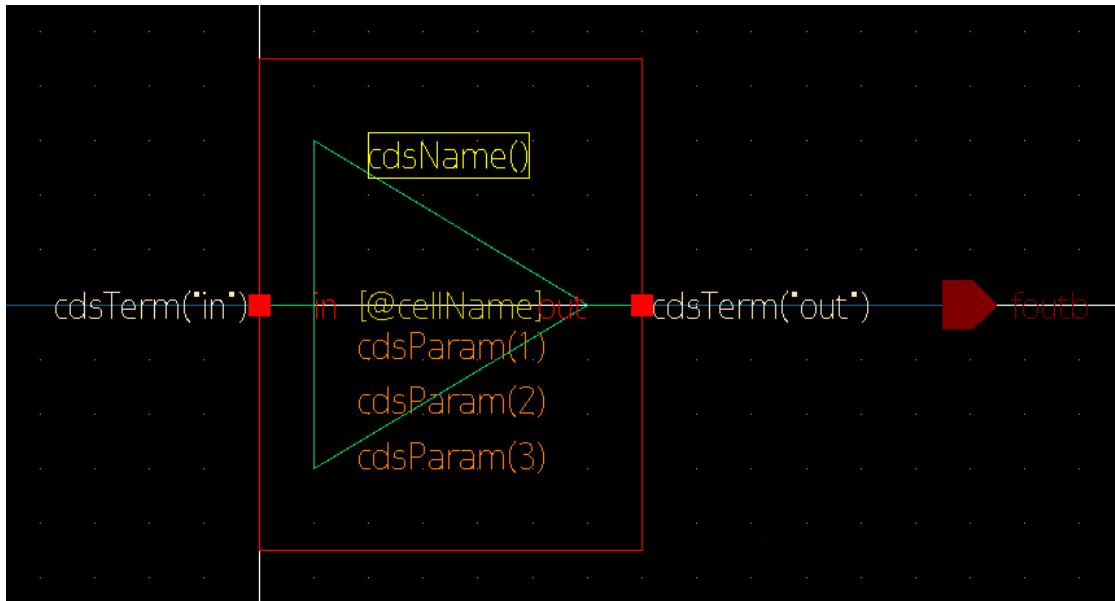 cdsName()
cdsTerm("in") in [@cellName] out cdsTerm("out") foutb
cdsParam(1)
cdsParam(2)
cdsParam(3)